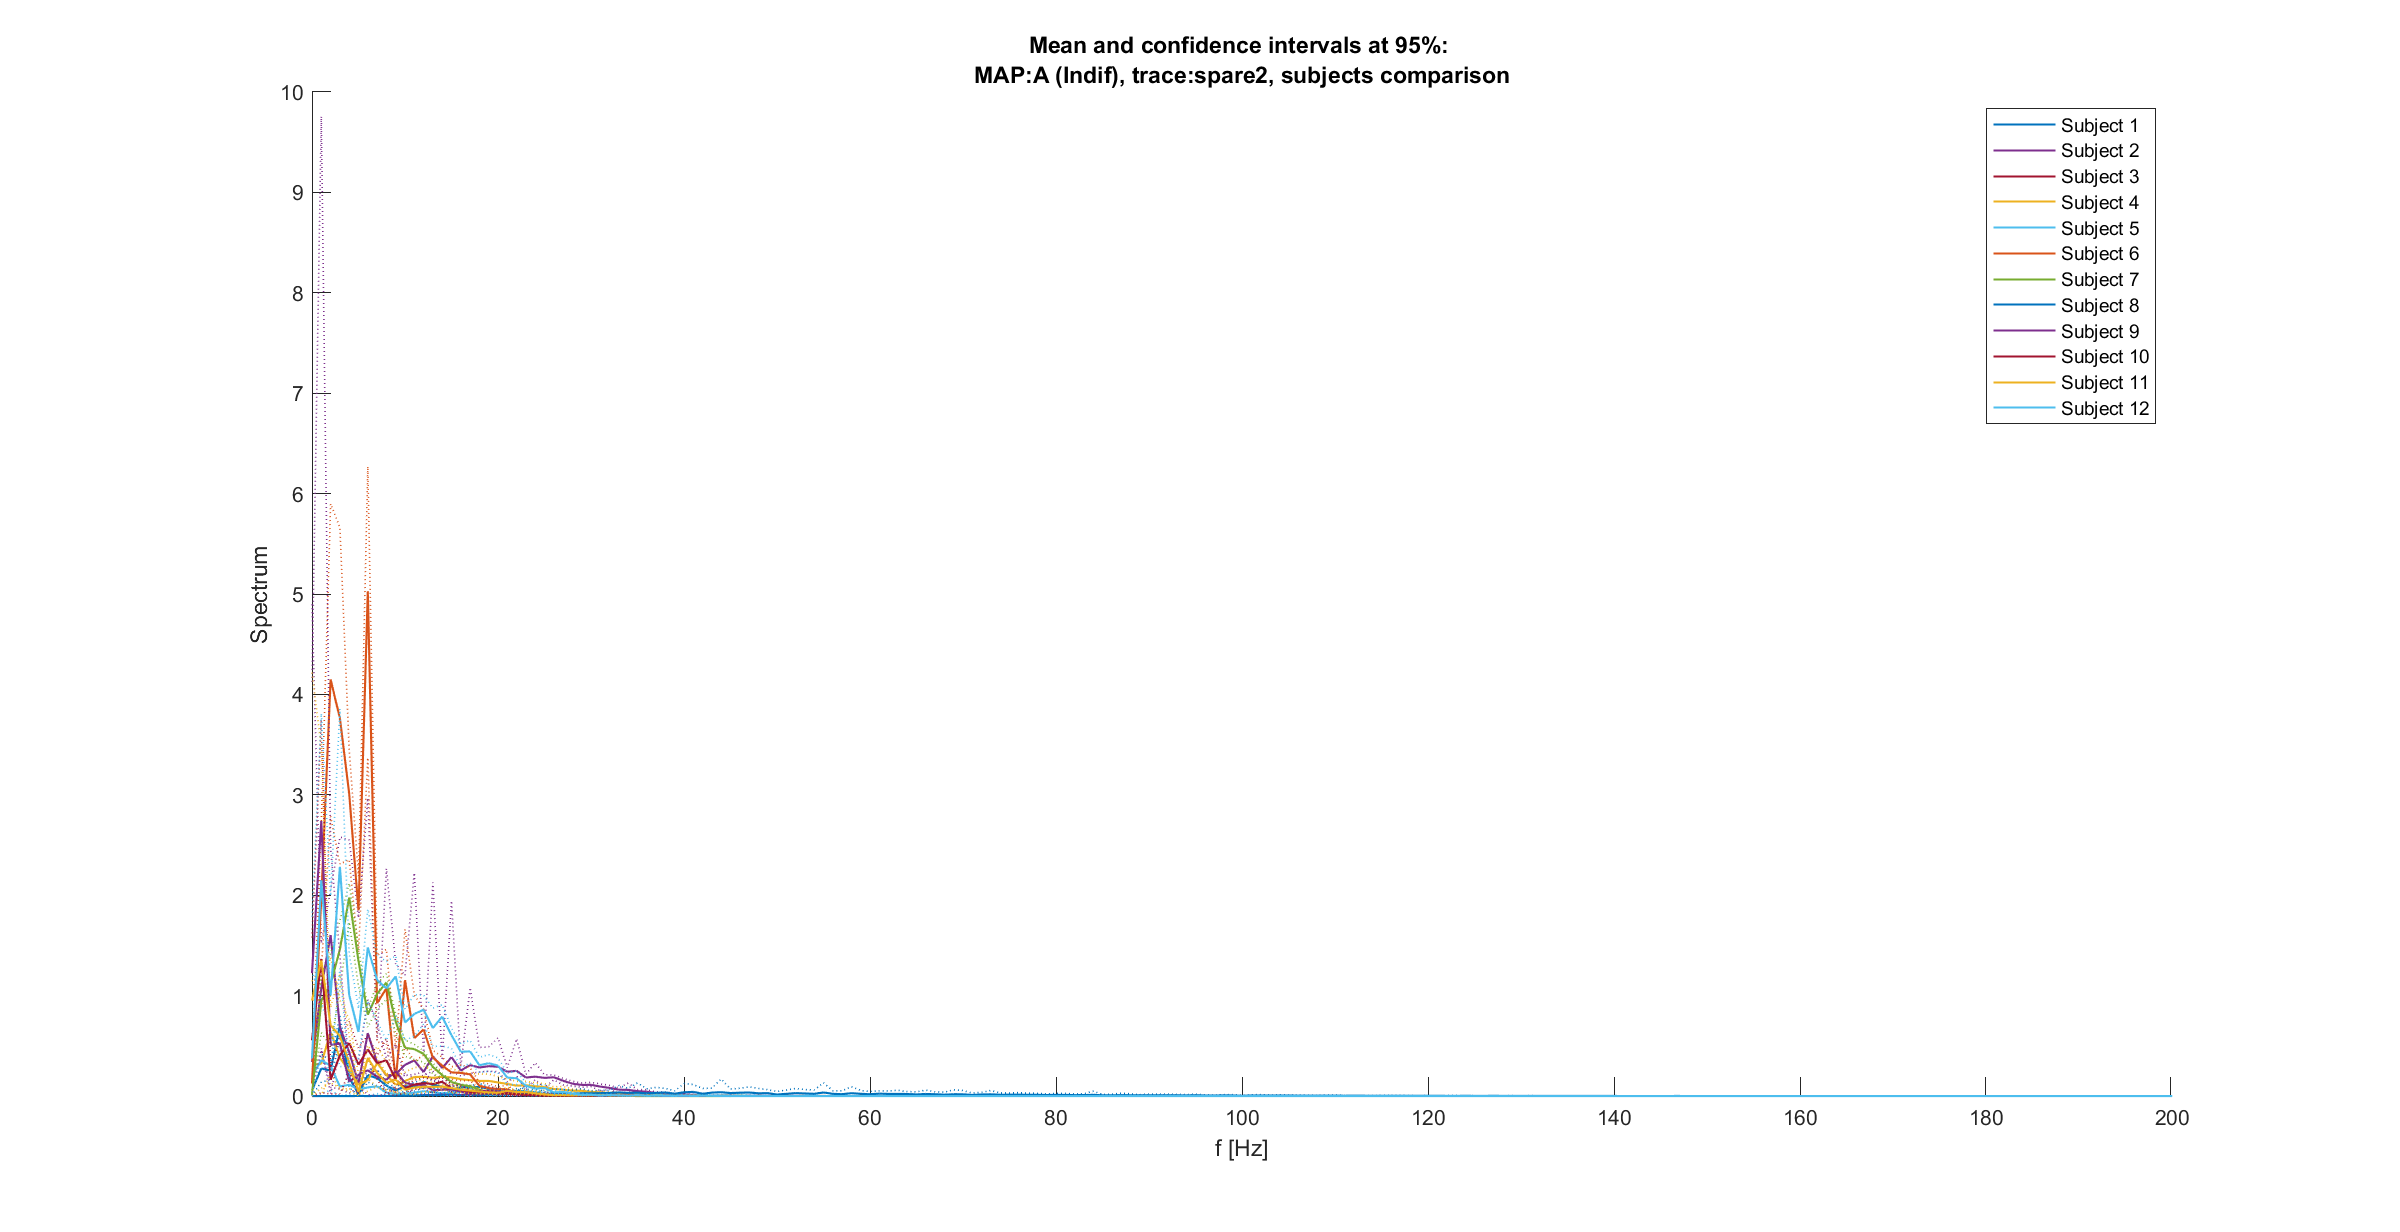 Mean and confidence intervals at 95%:
MAP:A (Indif), trace:spare2, subjects comparison
10
9
8
7
6
5
4
3
2
1
0
Spectrum
Subject 1
Subject 2
Subject 3
Subject 4
Subject 5
Subject 6
Subject 7
Subject 8
Subject 9
Subject 10
Subject 11
Subject 12
0 20 40 60 80 100 120 140 160 180 200
f [Hz]